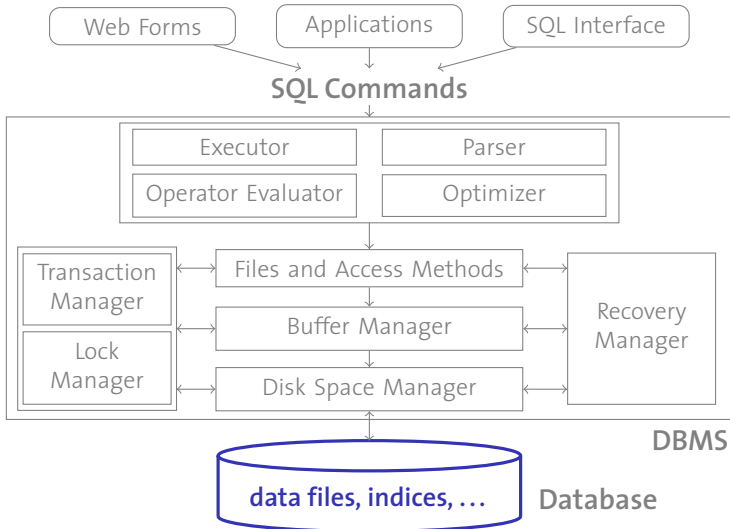 Web Forms
Applications
SQL Interface
SQL Commands
Executor
Parser
Operator Evaluator
Optimizer
Transaction
Manager
Lock
Manager
Files and Access Methods
Buffer Manager
Disk Space Manager
Recovery
Manager
DBMS
data files, indices, …
Database